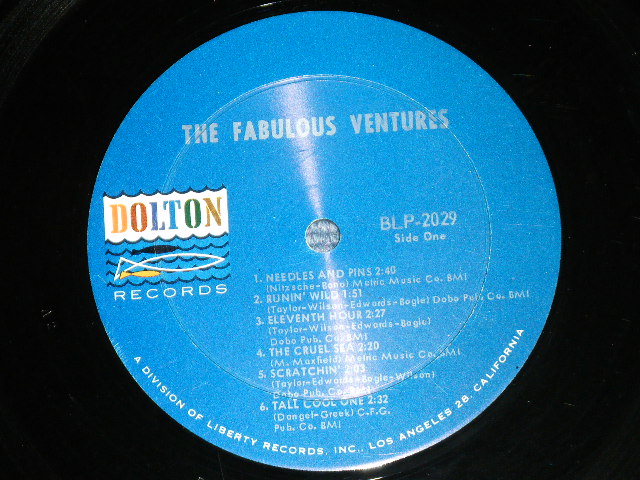 THE FABULOUS VENTURES
DOLTON
RECORDS
BLP-2029
Side One
1. NEEDLES AND PINS 2:40
(Nitzsche-Bono) Metric Music Co. BMI
2. RUNIN' WILD 1:51
(Taylor-Wilson-Edwards-Bogle) Dobo Pub. Co. BMI
3. ELEVENTH HOUR 2:27
(Taylor-Wilson-Edwards-Bogle)
Dobo Pub. Co. BMI
4. THE CRUEL SEA 2:20
(M. Maxfield) Metric Music Co. BMI
5. SCRATCHIN' 2:03
(Taylor-Edwards-Bogle-Wilson)
Dobo Pub. Co. BMI
6. TALL COOL ONE 2:32
(Dangel-Greek) C.F.G.
Pub. Co. BMI
A DIVISION OF LIBERTY RECORDS, INC., LOS ANGELES 28, CALIFORNIA